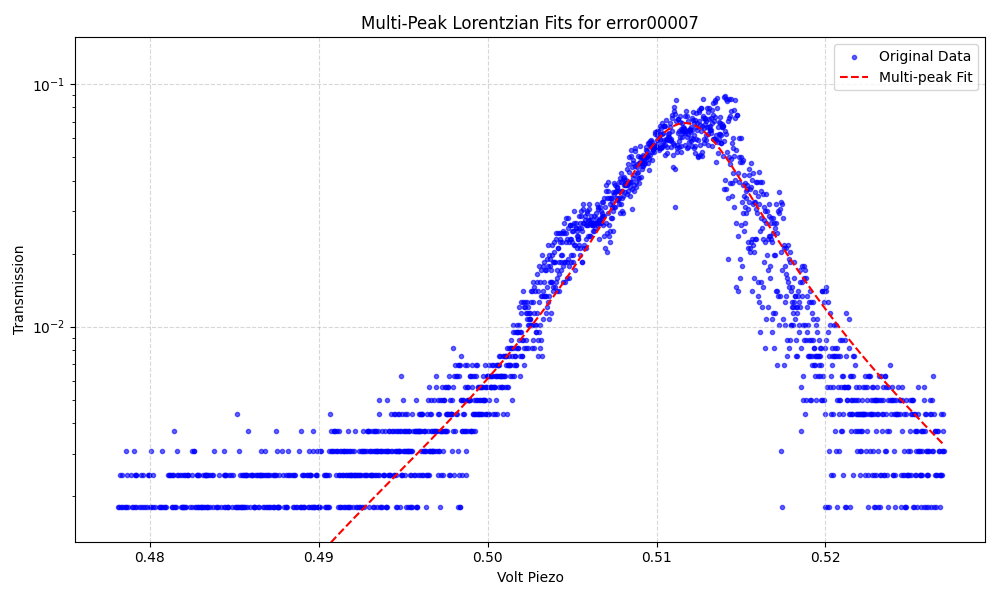 Multi-Peak Lorentzian Fits for error00007
Original Data
Multi-peak Fit
10⁻¹
10⁻²
Transmission
0.48 0.49 0.50 0.51 0.52
Volt Piezo